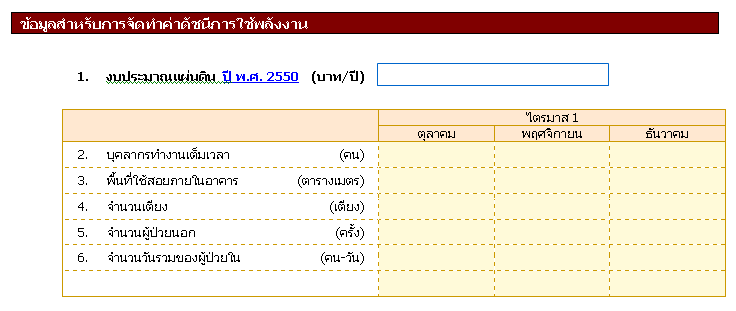 ข้อมูลสำหรับการจัดทำค่าดัชนีการใช้พลังงาน
1. งบประมาณแผ่นดิน ปี พ.ศ. 2550 (บาท/ปี)
ไตรมาส 1
ตุลาคม พฤศจิกายน ธันวาคม
2. บุคลากรทำงานเต็มเวลา (คน)
3. พื้นที่ใช้สอยภายในอาคาร (ตารางเมตร)
4. จำนวนเตียง (เตียง)
5. จำนวนผู้ป่วยนอก (ครั้ง)
6. จำนวนวันรวมของผู้ป่วยใน (คน-วัน)